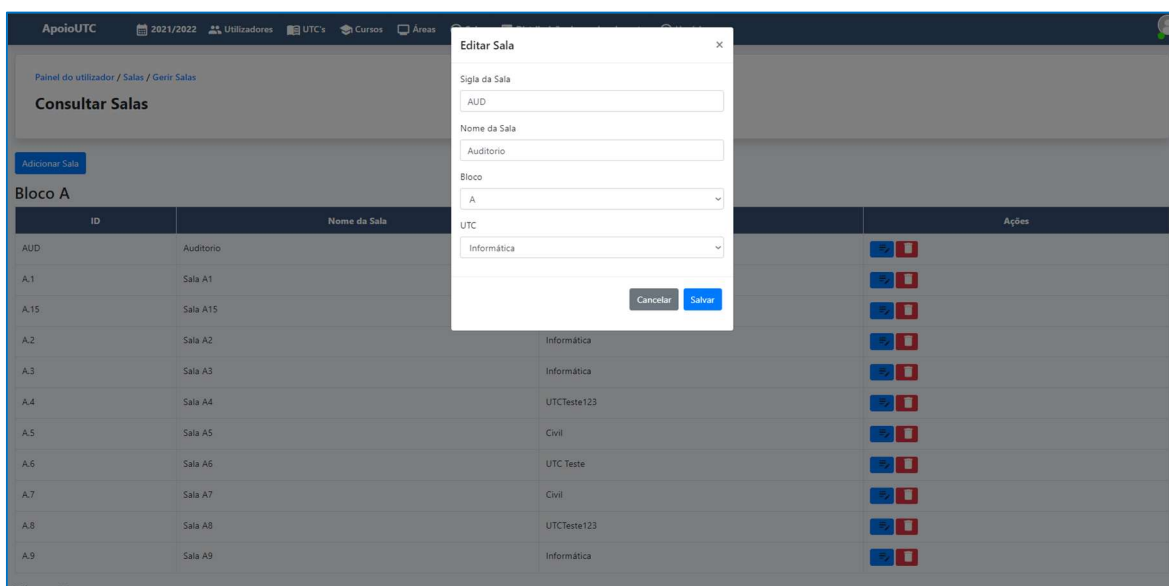 ApoioUTC 2021/2022 Utilizadores UTC's Cursos Áreas
Editar Sala ×
Painel do utilizador / Salas / Gerir Salas
Consultar Salas
Sigla da Sala
AUD
Nome da Sala
Auditorio
Bloco
A
UTC
Informática
Cancelar Salvar
Adicionar Sala
Bloco A
ID Nome da Sala Ações
AUD Auditorio
A.1 Sala A1
A.15 Sala A15
A.2 Sala A2 Informática
A.3 Sala A3 Informática
A.4 Sala A4 UTCTeste123
A.5 Sala A5 Civil
A.6 Sala A6 UTC Teste
A.7 Sala A7 Civil
A.8 Sala A8 UTCTeste123
A.9 Sala A9 Informática